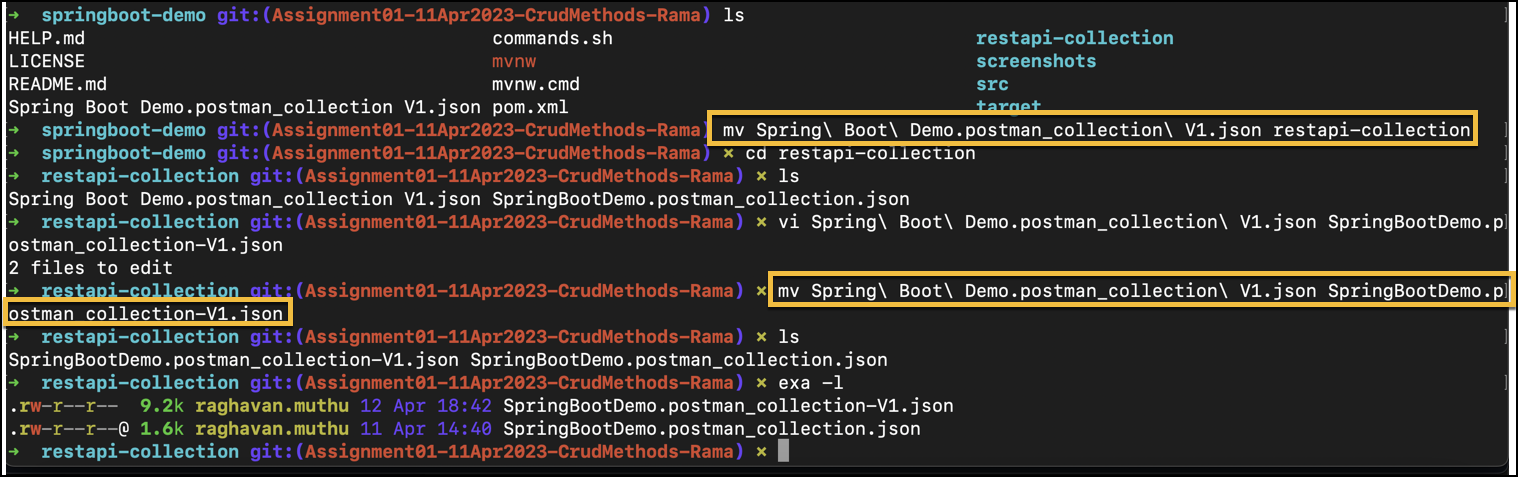 → springboot-demo git:(Assignment01-11Apr2023-CrudMethods-Rama) ls
HELP.md commands.sh restapi-collection
LICENSE mvnw screenshots
README.md mvnw.cmd src
Spring Boot Demo.postman_collection V1.json pom.xml target
→ springboot-demo git:(Assignment01-11Apr2023-CrudMethods-Rama) mv Spring\ Boot\ Demo.postman_collection\ V1.json restapi-collection
→ springboot-demo git:(Assignment01-11Apr2023-CrudMethods-Rama) × cd restapi-collection
→ restapi-collection git:(Assignment01-11Apr2023-CrudMethods-Rama) × ls
Spring Boot Demo.postman_collection V1.json SpringBootDemo.postman_collection.json
→ restapi-collection git:(Assignment01-11Apr2023-CrudMethods-Rama) × vi Spring\ Boot\ Demo.postman_collection\ V1.json SpringBootDemo.p
ostman_collection-V1.json
2 files to edit
→ restapi-collection git:(Assignment01-11Apr2023-CrudMethods-Rama) × mv Spring\ Boot\ Demo.postman_collection\ V1.json SpringBootDemo.p
ostman_collection-V1.json
→ restapi-collection git:(Assignment01-11Apr2023-CrudMethods-Rama) × ls
SpringBootDemo.postman_collection-V1.json SpringBootDemo.postman_collection.json
→ restapi-collection git:(Assignment01-11Apr2023-CrudMethods-Rama) × exa -l
.rw-r--r-- 9.2k raghavan.muthu 12 Apr 18:42 SpringBootDemo.postman_collection-V1.json
.rw-r--r--@ 1.6k raghavan.muthu 11 Apr 14:40 SpringBootDemo.postman_collection.json
→ restapi-collection git:(Assignment01-11Apr2023-CrudMethods-Rama) ×